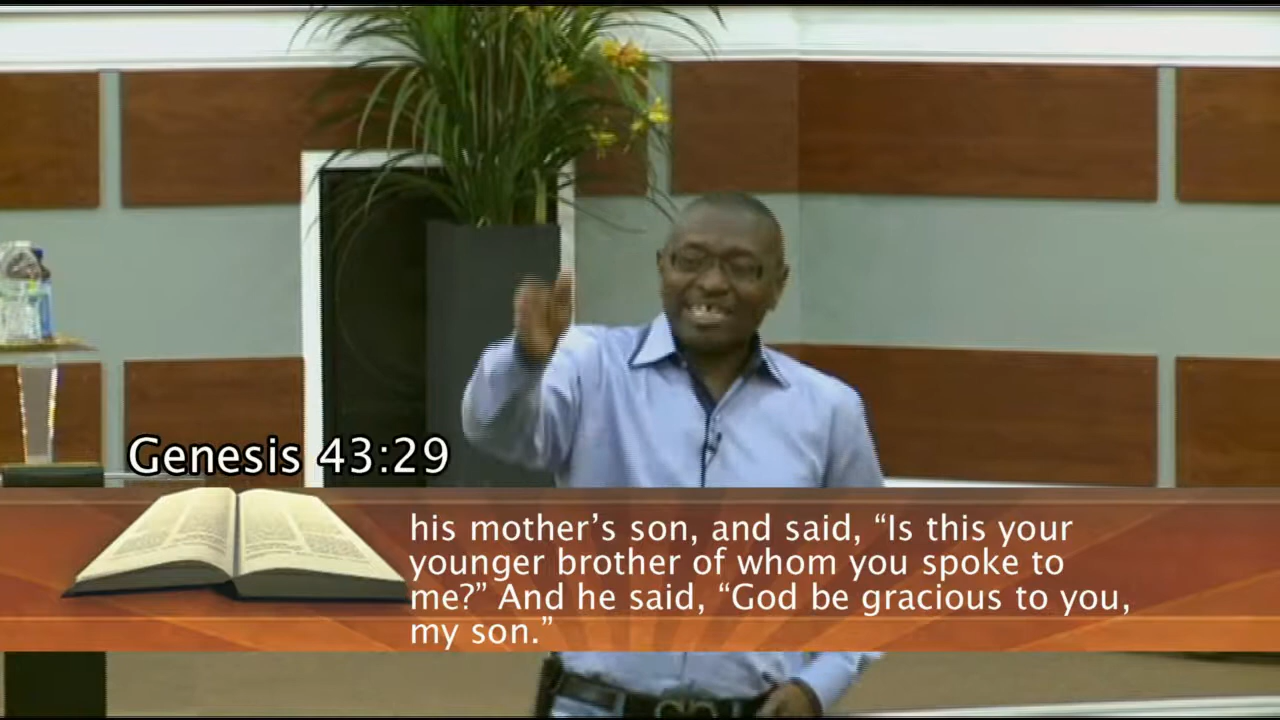 Genesis 43:29
his mother’s son, and said, “Is this your
younger brother of whom you spoke to
me?” And he said, “God be gracious to you,
my son.”